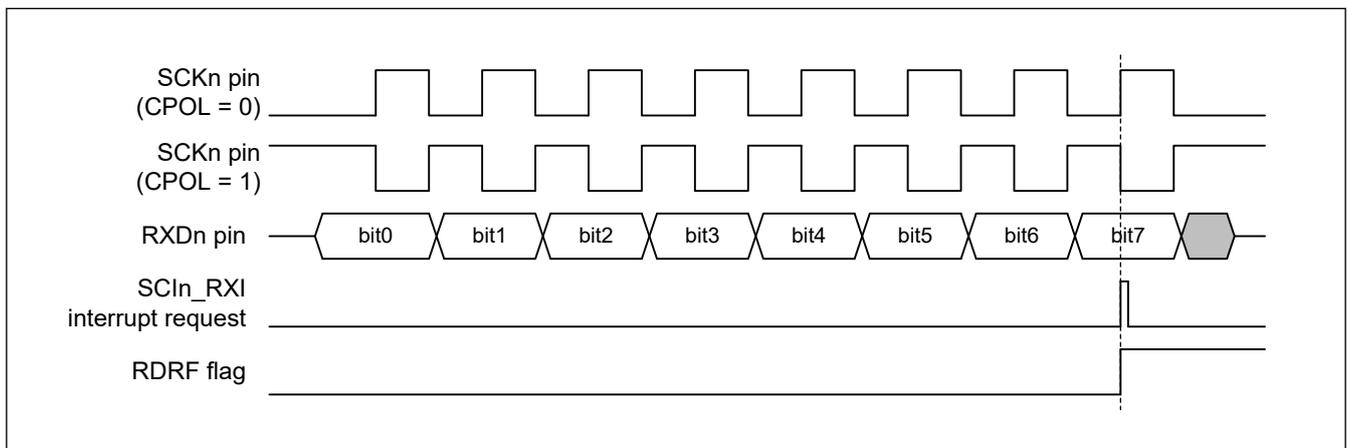 SCKn pin
(CPOL = 0)
SCKn pin
(CPOL = 1)
RXDn pin
bit0 bit1 bit2 bit3 bit4 bit5 bit6 bit7
SCIn_RXI
interrupt request
RDRF flag